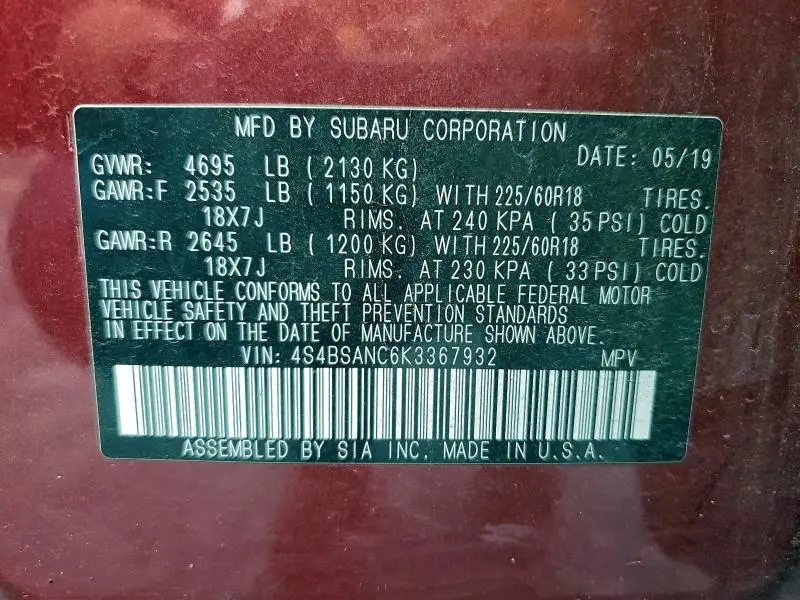 MFD BY SUBARU CORPORATION
DATE: 05/19
GVWR: 4695 LB ( 2130 KG)
GAWR:F 2535 LB ( 1150 KG) WITH 225/60R18 TIRES.
18X7J RIMS. AT 240 KPA ( 35 PSI) COLD
GAWR:R 2645 LB ( 1200 KG) WITH 225/60R18 TIRES.
18X7J RIMS. AT 230 KPA ( 33 PSI) COLD
THIS VEHICLE CONFORMS TO ALL APPLICABLE FEDERAL MOTOR
VEHICLE SAFETY AND THEFT PREVENTION STANDARDS
IN EFFECT ON THE DATE OF MANUFACTURE SHOWN ABOVE.
VIN: 4S4BSANC6K3367932 MPV
ASSEMBLED BY SIA INC. MADE IN U.S.A.